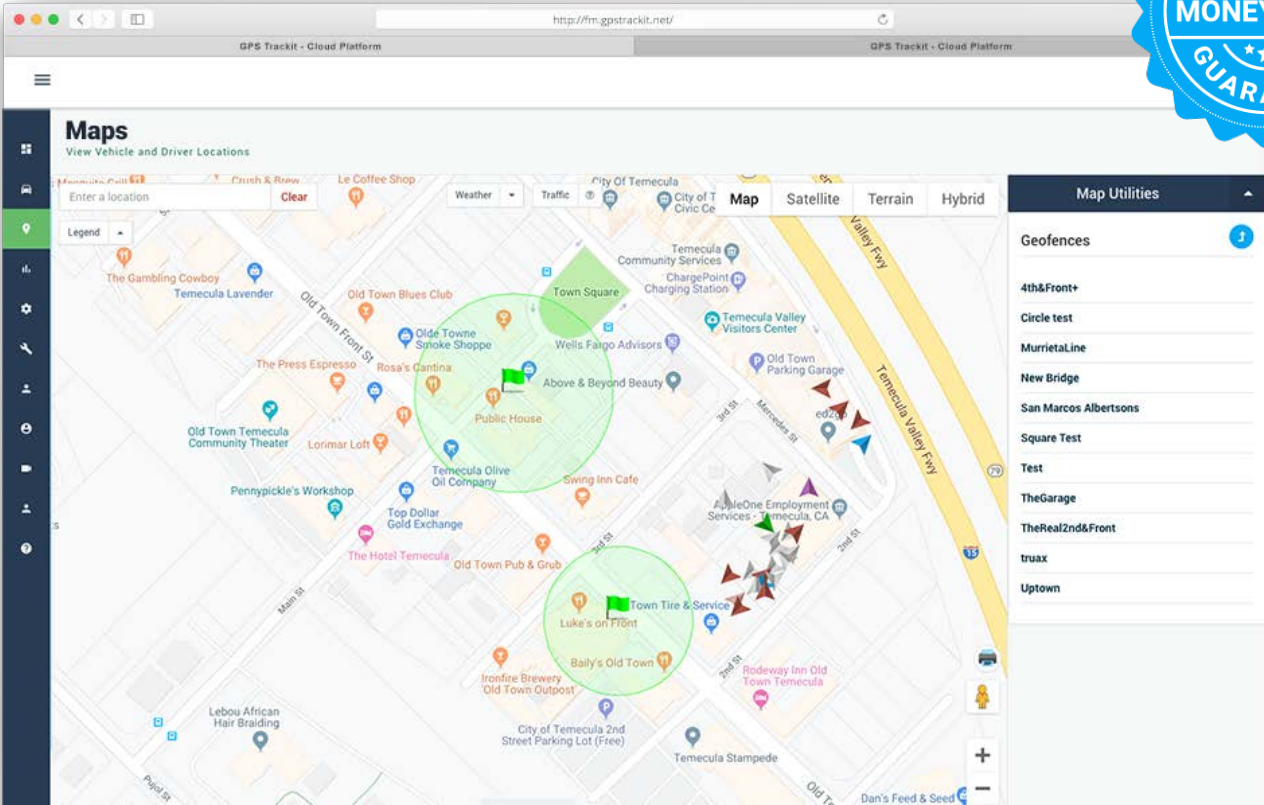 http://fm.gpstrackit.net/
MONEY
GPS Trackit - Cloud Platform
GPS Trackit - Cloud Platform
Maps
View Vehicle and Driver Locations
Enter a location
Clear
Crush & Brew
Le Coffee Shop
Weather
Traffic
City Of Temecula
City of T
Civic Ce
Map
Satellite
Terrain
Hybrid
Map Utilities
Legend
Geofences
Valley Fwy
Temecula
Community Services
ChargePoint
Charging Station
The Gambling Cowboy
Temecula Lavender
Old Town Front St
Old Town Blues Club
Town Square
4th&Front+
Circle test
MurrietaLine
New Bridge
San Marcos Albertsons
Square Test
Test
TheGarage
TheReal2nd&Front
truax
Uptown
Temecula Valley
Visitors Center
Olde Towne
Smoke Shoppe
Wells Fargo Advisors
The Press Espresso
Rosa's Cantina
Old Town
Parking Garage
Above & Beyond Beauty
Temecula Valley Fwy
Public House
3rd St
Mercedes St
Old Town Temecula
Community Theater
Lorimar Loft
Temecula Olive
Oil Company
79
Swing Inn Cafe
Pennypickle's Workshop
Top Dollar
Gold Exchange
AppleOne Employment
Services - Temecula, CA
The Hotel Temecula
3rd St
2nd St
15
Old Town Pub & Grub
Main St
Town Tire & Service
Luke's on Front
Baily's Old Town
2nd St
Rodeway Inn Old
Town Temecula
Ironfire Brewery
'Old Town Outpost'
Lebou African
Hair Braiding
City of Temecula 2nd
Street Parking Lot (Free)
Temecula Stampede
Pujol St
Dan's Feed & Seed